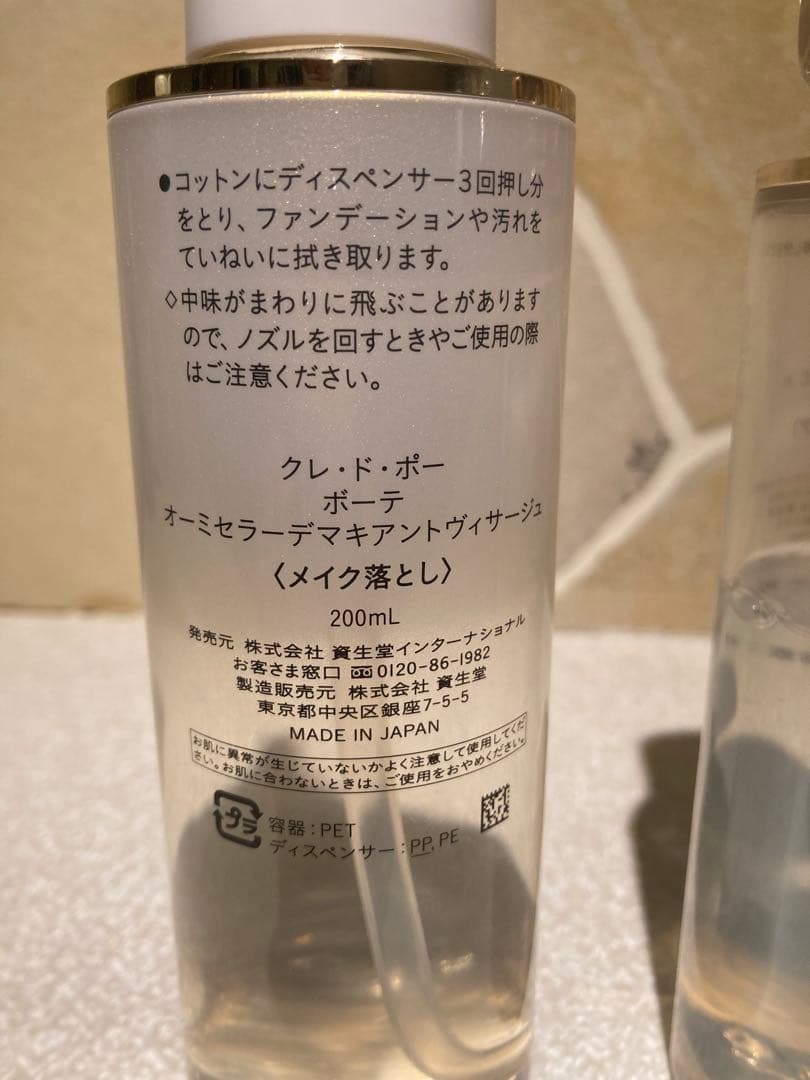 ●コットンにディスペンサー3回押し分
をとり、ファンデーションや汚れを
ていねいに拭き取ります。
◇中味がまわりに飛ぶことがあります
ので、ノズルを回すときやご使用の際
はご注意ください。
クレ・ド・ポー
ボーテ
オーミセラーデマキアントヴィサージュ
〈メイク落とし〉
200mL
発売元 株式会社 資生堂インターナショナル
お客さま窓口 0120-86-1982
製造販売元 株式会社 資生堂
東京都中央区銀座7-5-5
MADE IN JAPAN
お肌に異常が生じていないかよく注意して使用してくだ
さい。お肌に合わないときは、ご使用をおやめください。
プラ
容器：PET
ディスペンサー：PP, PE